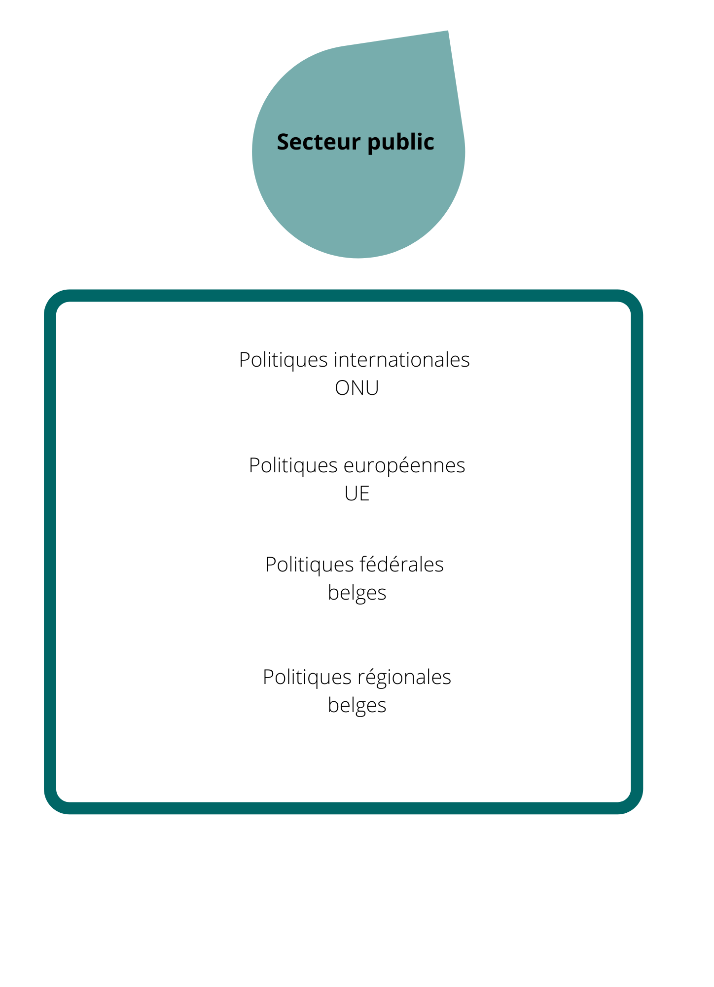 Secteur public
Politiques internationales
ONU
Politiques européennes
UE
Politiques fédérales
belges
Politiques régionales
belges